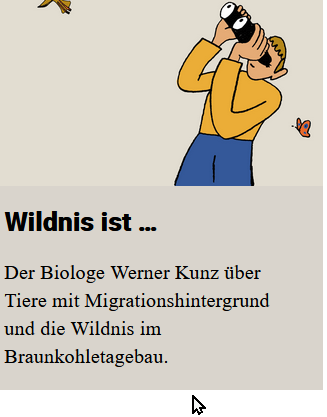 Wildnis ist ...
Der Biologe Werner Kunz über
Tiere mit Migrationshintergrund
und die Wildnis im
Braunkohletagebau.